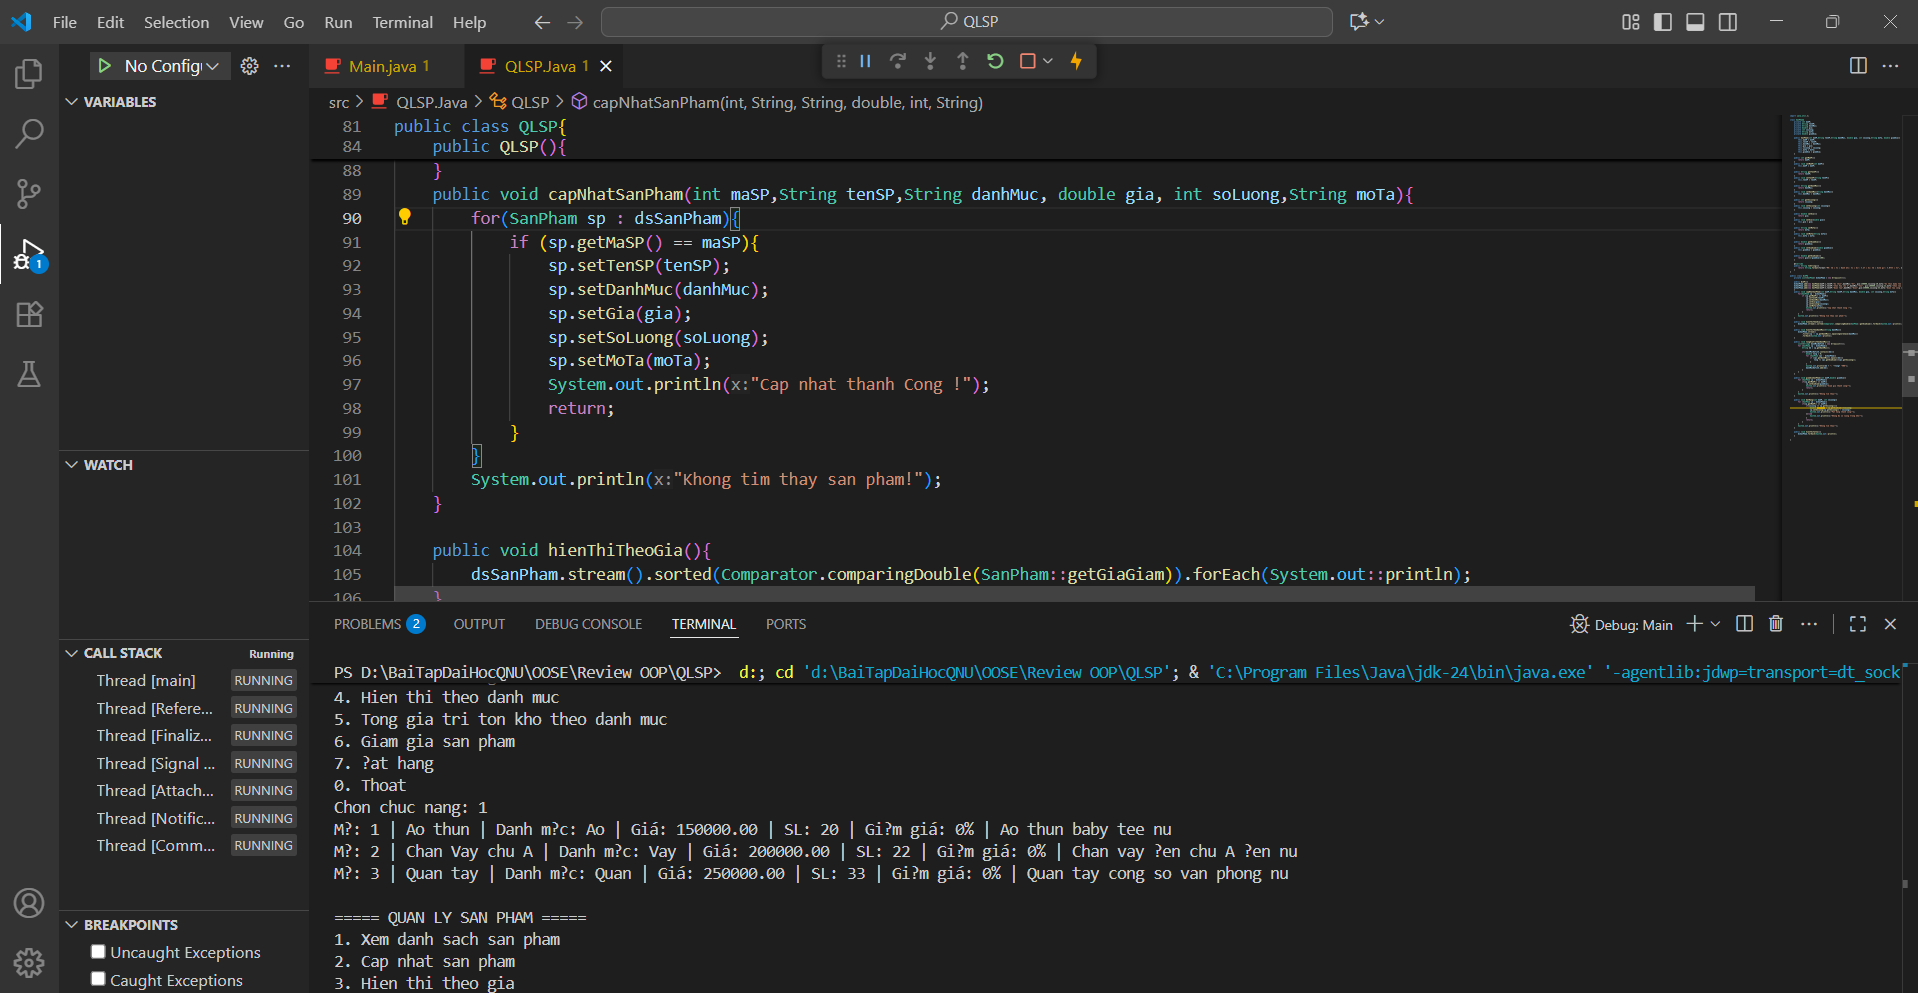 File Edit Selection View Go Run Terminal Help
QLSP
No Config
Main.java 1
QLSP.Java 1
VARIABLES
src > QLSP.Java > QLSP > capNhatSanPham(int, String, String, double, int, String)
81 public class QLSP{
84 public QLSP(){
88 }
89 public void capNhatSanPham(int maSP,String tenSP,String danhMuc, double gia, int soLuong,String moTa){
90 for(SanPham sp : dsSanPham){
91 if (sp.getMaSP() == maSP){
92 sp.setTenSP(tenSP);
93 sp.setDanhMuc(danhMuc);
94 sp.setGia(gia);
95 sp.setSoLuong(soLuong);
96 sp.setMoTa(moTa);
97 System.out.println(x:"Cap nhat thanh Cong !");
98 return;
99 }
100 }
101 System.out.println(x:"Khong tim thay san pham!");
102 }
103
104 public void hienThiTheoGia(){
105 dsSanPham.stream().sorted(Comparator.comparingDouble(SanPham::getGiaGiam)).forEach(System.out::println);
106 }
WATCH
CALL STACK Running
Thread [main] RUNNING
Thread [Refere... RUNNING
Thread [Finaliz... RUNNING
Thread [Signal ... RUNNING
Thread [Attach... RUNNING
Thread [Notific... RUNNING
Thread [Comm... RUNNING
BREAKPOINTS
Uncaught Exceptions
Caught Exceptions
1
PROBLEMS 2 OUTPUT DEBUG CONSOLE TERMINAL PORTS
Debug: Main
PS D:\BaiTapDaiHocQNU\OOSE\Review OOP\QLSP> d:; cd 'd:\BaiTapDaiHocQNU\OOSE\Review OOP\QLSP'; & 'C:\Program Files\Java\jdk-24\bin\java.exe' '-agentlib:jdwp=transport=dt_sock
4. Hien thi theo danh muc
5. Tong gia tri ton kho theo danh muc
6. Giam gia san pham
7. ?at hang
0. Thoat
Chon chuc nang: 1
M?: 1 | Ao thun | Danh m?c: Ao | Giá: 150000.00 | SL: 20 | Gi?m giá: 0% | Ao thun baby tee nu
M?: 2 | Chan Vay chu A | Danh m?c: Vay | Giá: 200000.00 | SL: 22 | Gi?m giá: 0% | Chan vay ?en chu A ?en nu
M?: 3 | Quan tay | Danh m?c: Quan | Giá: 250000.00 | SL: 33 | Gi?m giá: 0% | Quan tay cong so van phong nu
===== QUAN LY SAN PHAM =====
1. Xem danh sach san pham
2. Cap nhat san pham
3. Hien thi theo gia